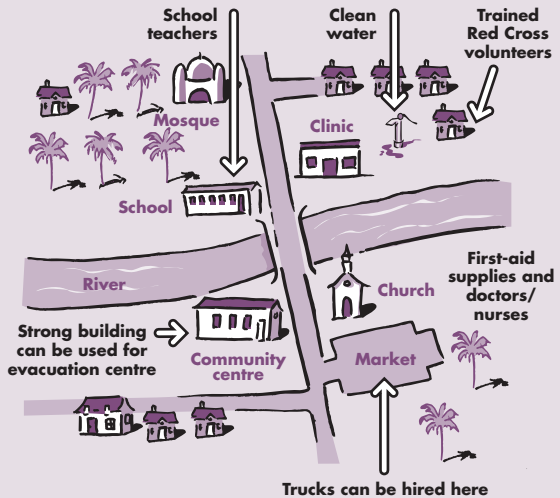 School
teachers
Clean
water
Trained
Red Cross
volunteers
Mosque
Clinic
School
River
Church
First-aid
supplies and
doctors/
nurses
Strong building
can be used for
evacuation centre
Community
centre
Market
Trucks can be hired here